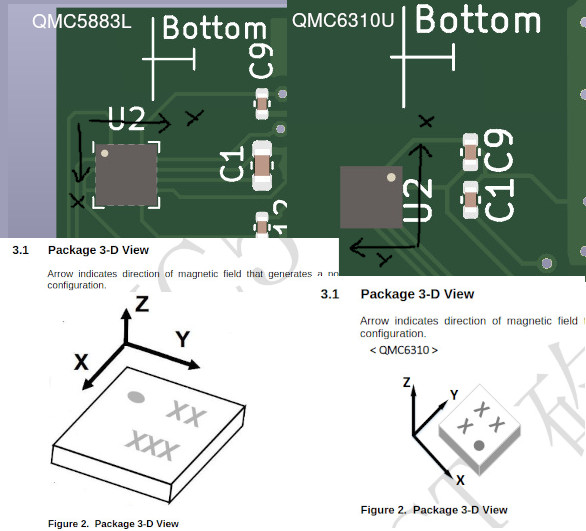 QMC5883L
Bottom
C9
U2
Y
X
C1
QMC6310U
Bottom
X
C9
C1
U2
Y
3.1 Package 3-D View
Arrow indicates direction of magnetic field that generates a
configuration.
Z
Y
X
XX
XXX
Figure 2. Package 3-D View
3.1 Package 3-D View
Arrow indicates direction of magnetic field
configuration.
< QMC6310 >
Z
Y
X
X X X
Figure 2. Package 3-D View